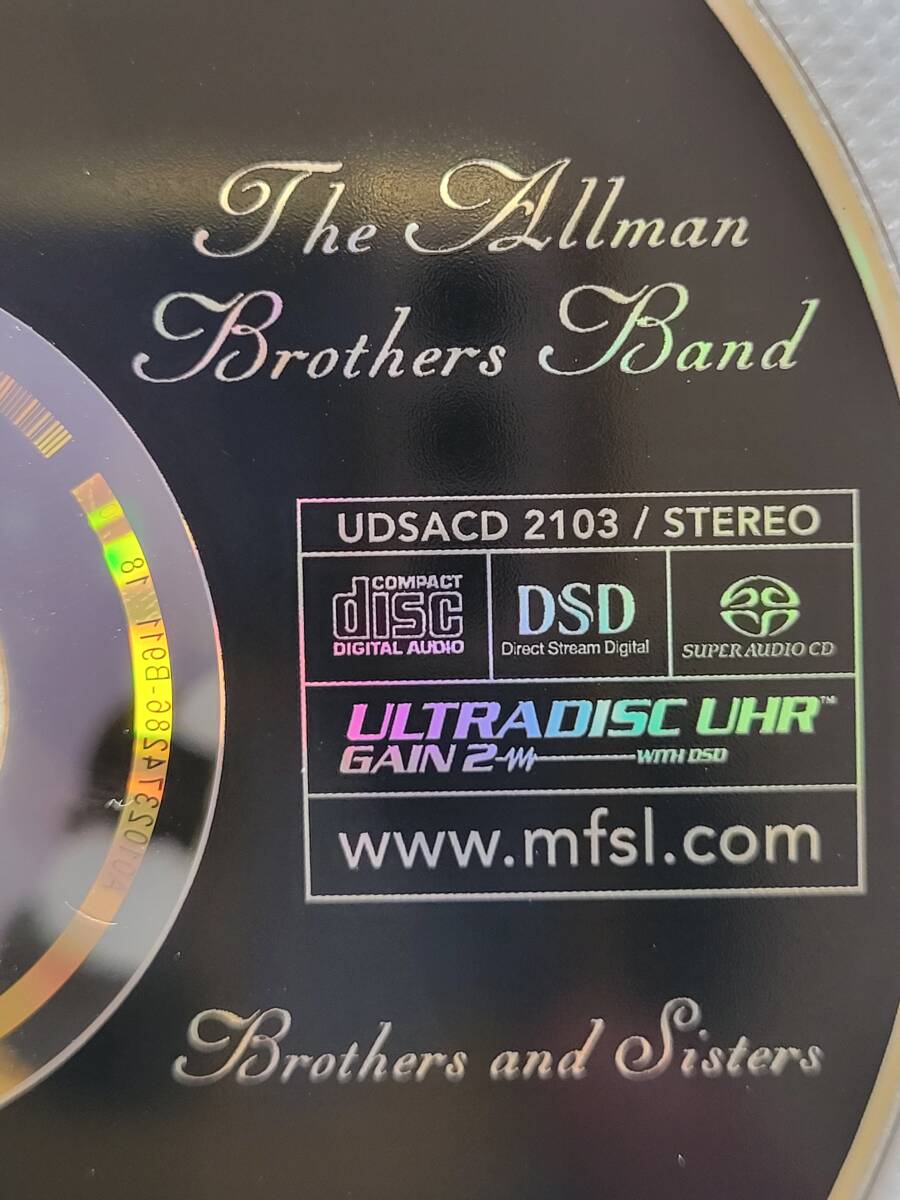 The Allman
Brothers Band
UDSACD 2103 / STEREO
COMPACT
disc
DIGITAL AUDIO
DSD
Direct Stream Digital
SUPER AUDIO CD
ULTRADISC UHR™
GAIN 2
WITH DSD
www.mfsl.com
Brothers and Sisters